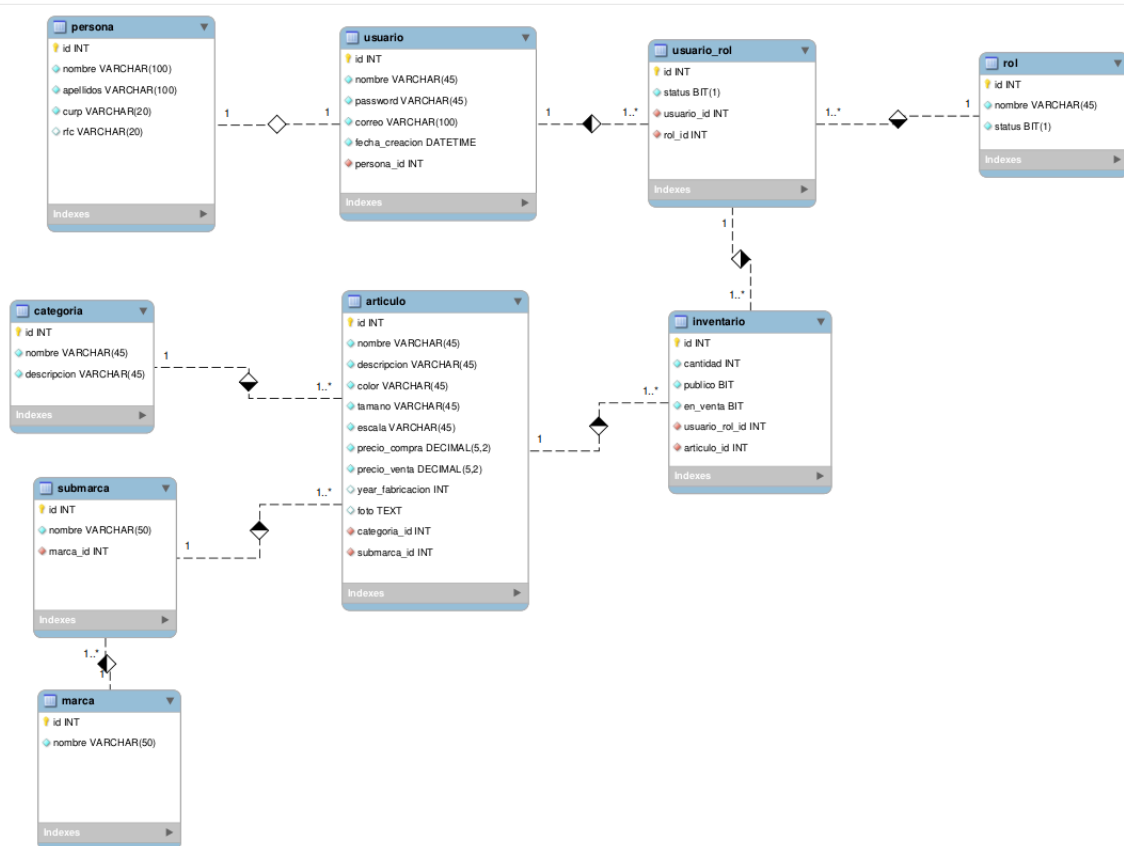 persona
id INT
nombre VARCHAR(100)
apellidos VARCHAR(100)
curp VARCHAR(20)
rfc VARCHAR(20)
Indexes
1
1
usuario
id INT
nombre VARCHAR(45)
password VARCHAR(45)
correo VARCHAR(100)
fecha_creacion DATETIME
persona_id INT
Indexes
1
1..*
usuario_rol
id INT
status BIT(1)
usuario_id INT
rol_id INT
Indexes
1..*
1
rol
id INT
nombre VARCHAR(45)
status BIT(1)
Indexes
1
1..*
categoria
id INT
nombre VARCHAR(45)
descripcion VARCHAR(45)
Indexes
1
1..*
articulo
id INT
nombre VARCHAR(45)
descripcion VARCHAR(45)
color VARCHAR(45)
tamano VARCHAR(45)
escala VARCHAR(45)
precio_compra DECIMAL(5,2)
precio_venta DECIMAL(5,2)
year_fabricacion INT
foto TEXT
categoria_id INT
submarca_id INT
Indexes
1
1..*
inventario
id INT
cantidad INT
publico BIT
en_venta BIT
usuario_rol_id INT
articulo_id INT
Indexes
submarca
id INT
nombre VARCHAR(50)
marca_id INT
Indexes
1
1..*
1..*
1
marca
id INT
nombre VARCHAR(50)
Indexes